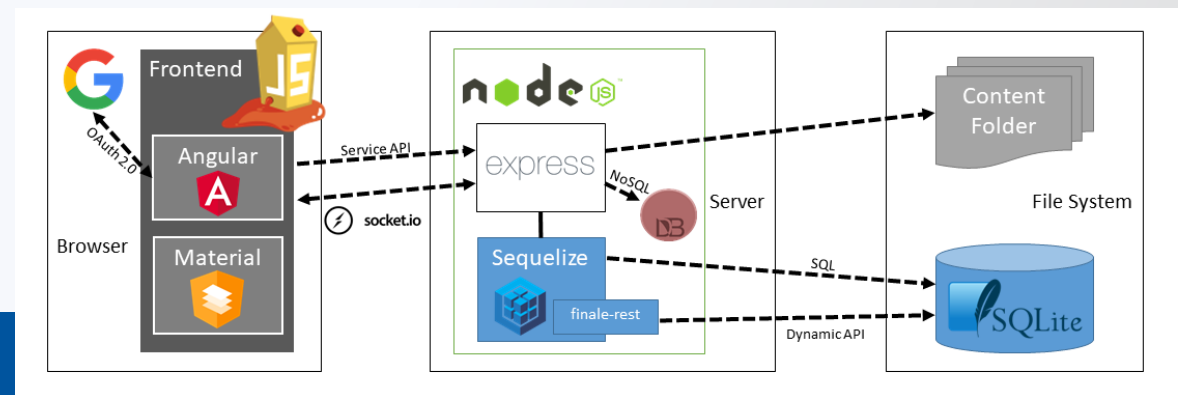 Frontend
JS
OAuth 2.0
Angular
A
Browser
Material
Service API
socket.io
node
JS
™
express
NoSQL
DB
Server
Sequelize
finale-rest
SQL
Dynamic API
Content
Folder
File System
SQLite